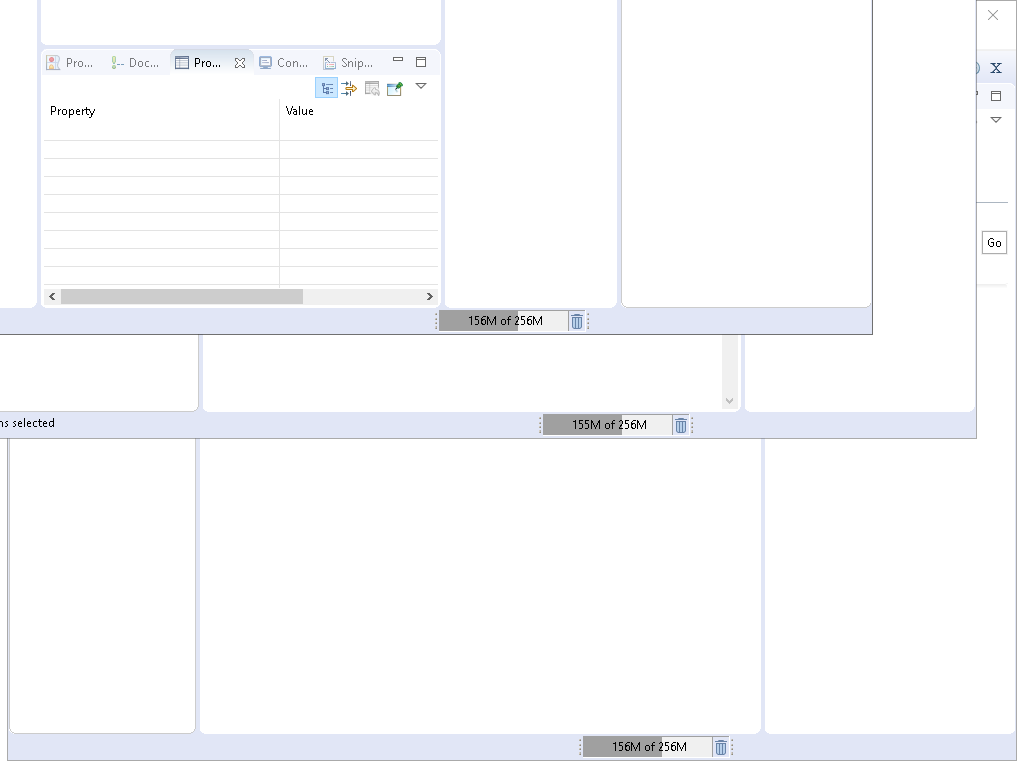 Pro... Doc... Pro... Con... Snip...
X
Property Value
Go
156M of 256M
ns selected
155M of 256M
156M of 256M